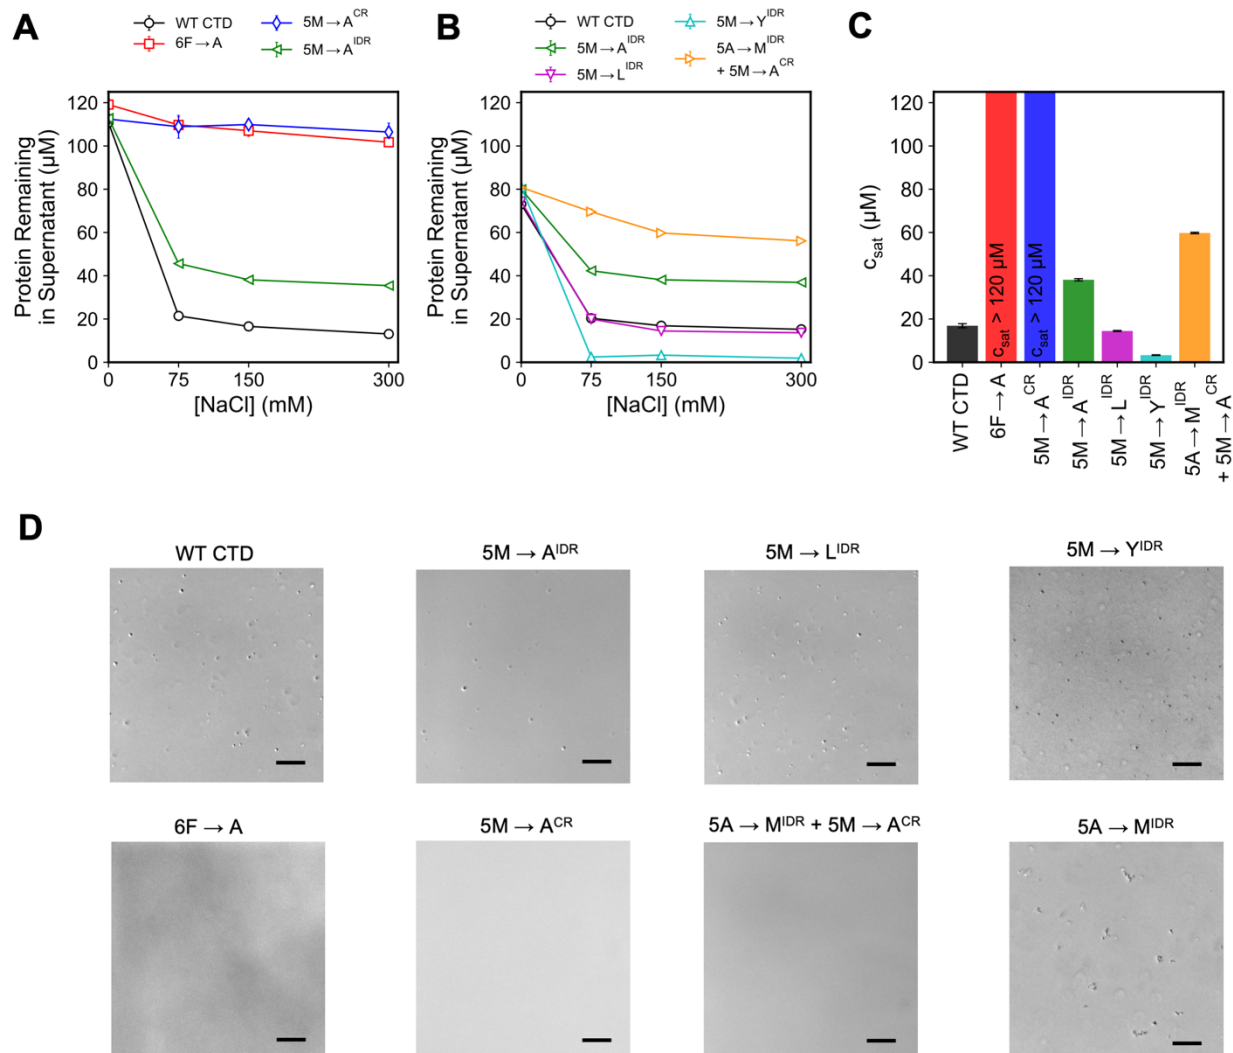 A
WT CTD
6F → A
5M → A^CR
5M → A^IDR
Protein Remaining
in Supernatant (µM)
120
100
80
60
40
20
0
0 75 150 300
[NaCl] (mM)
B
WT CTD
5M → A^IDR
5M → L^IDR
5M → Y^IDR
5A → M^IDR
+ 5M → A^CR
Protein Remaining
in Supernatant (µM)
120
100
80
60
40
20
0
0 75 150 300
[NaCl] (mM)
C
c_sat (µM)
120
100
80
60
40
20
0
c_sat > 120 µM
c_sat > 120 µM
WT CTD
6F → A
5M → A^CR
5M → A^IDR
5M → L^IDR
5M → Y^IDR
5A → M^IDR
+ 5M → A^CR
D
WT CTD
5M → A^IDR
5M → L^IDR
5M → Y^IDR
6F → A
5M → A^CR
5A → M^IDR + 5M → A^CR
5A → M^IDR